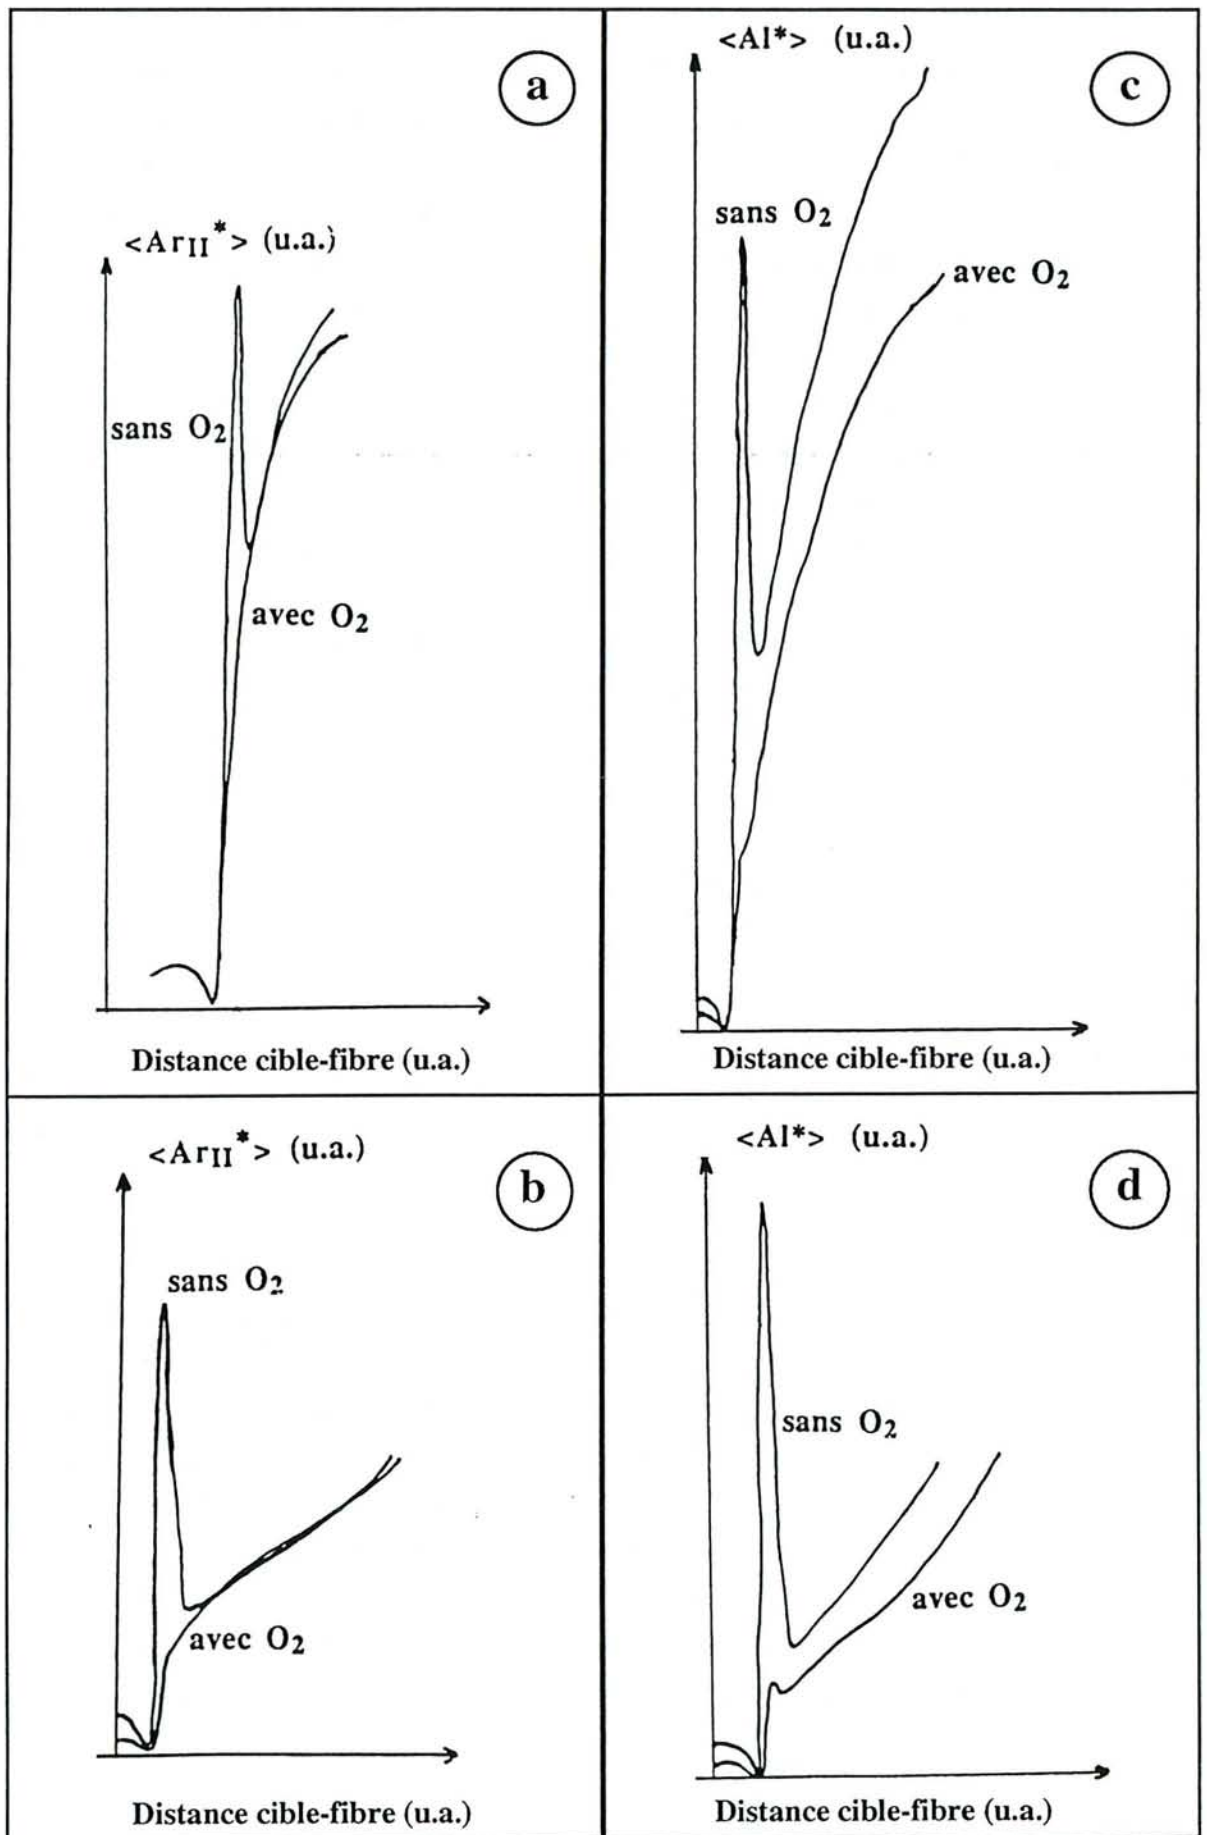 a
<ArII*> (u.a.)
sans O2
avec O2
Distance cible-fibre (u.a.)
c
<Al*> (u.a.)
sans O2
avec O2
Distance cible-fibre (u.a.)
b
<ArII*> (u.a.)
sans O2
avec O2
Distance cible-fibre (u.a.)
d
<Al*> (u.a.)
sans O2
avec O2
Distance cible-fibre (u.a.)